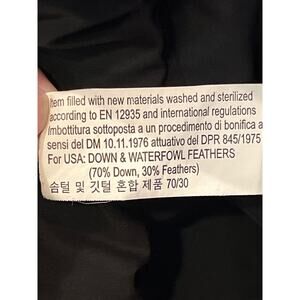 Item filled with new materials washed and sterilized
according to EN 12935 and international regulations
Imbottitura sottoposta a un procedimento di bonifica a
sensi del DM 10.11.1976 attuativo del DPR 845/1975
For USA: DOWN & WATERFOWL FEATHERS
(70% Down, 30% Feathers)
솜털 및 깃털 혼합 제품 70/30